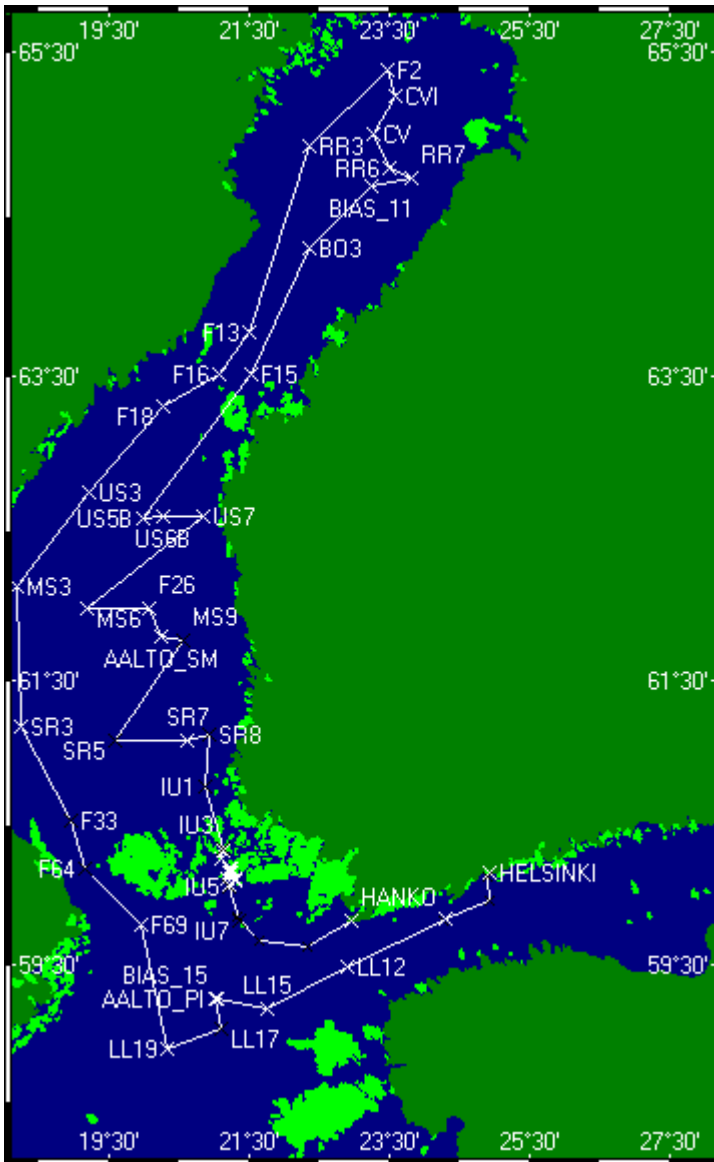 19°30' 21°30' 23°30' 25°30' 27°30'
65°30' 65°30'
F2
CVI
CV
RR3
RR6 RR7
BIAS_11
BO3
F13
63°30' F16 F15 63°30'
F18
US3
US5B US7
US6B
MS3 F26
MS6 MS9
AALTO_SM
61°30' 61°30'
SR3 SR7 SR8
SR5
IU1
F33 IU3
F64 HELSINKI
IU5
HANKO
F69 IU7
59°30' LL12 59°30'
BIAS_15 LL15
AALTO_PI
LL17
LL19
19°30' 21°30' 23°30' 25°30' 27°30'